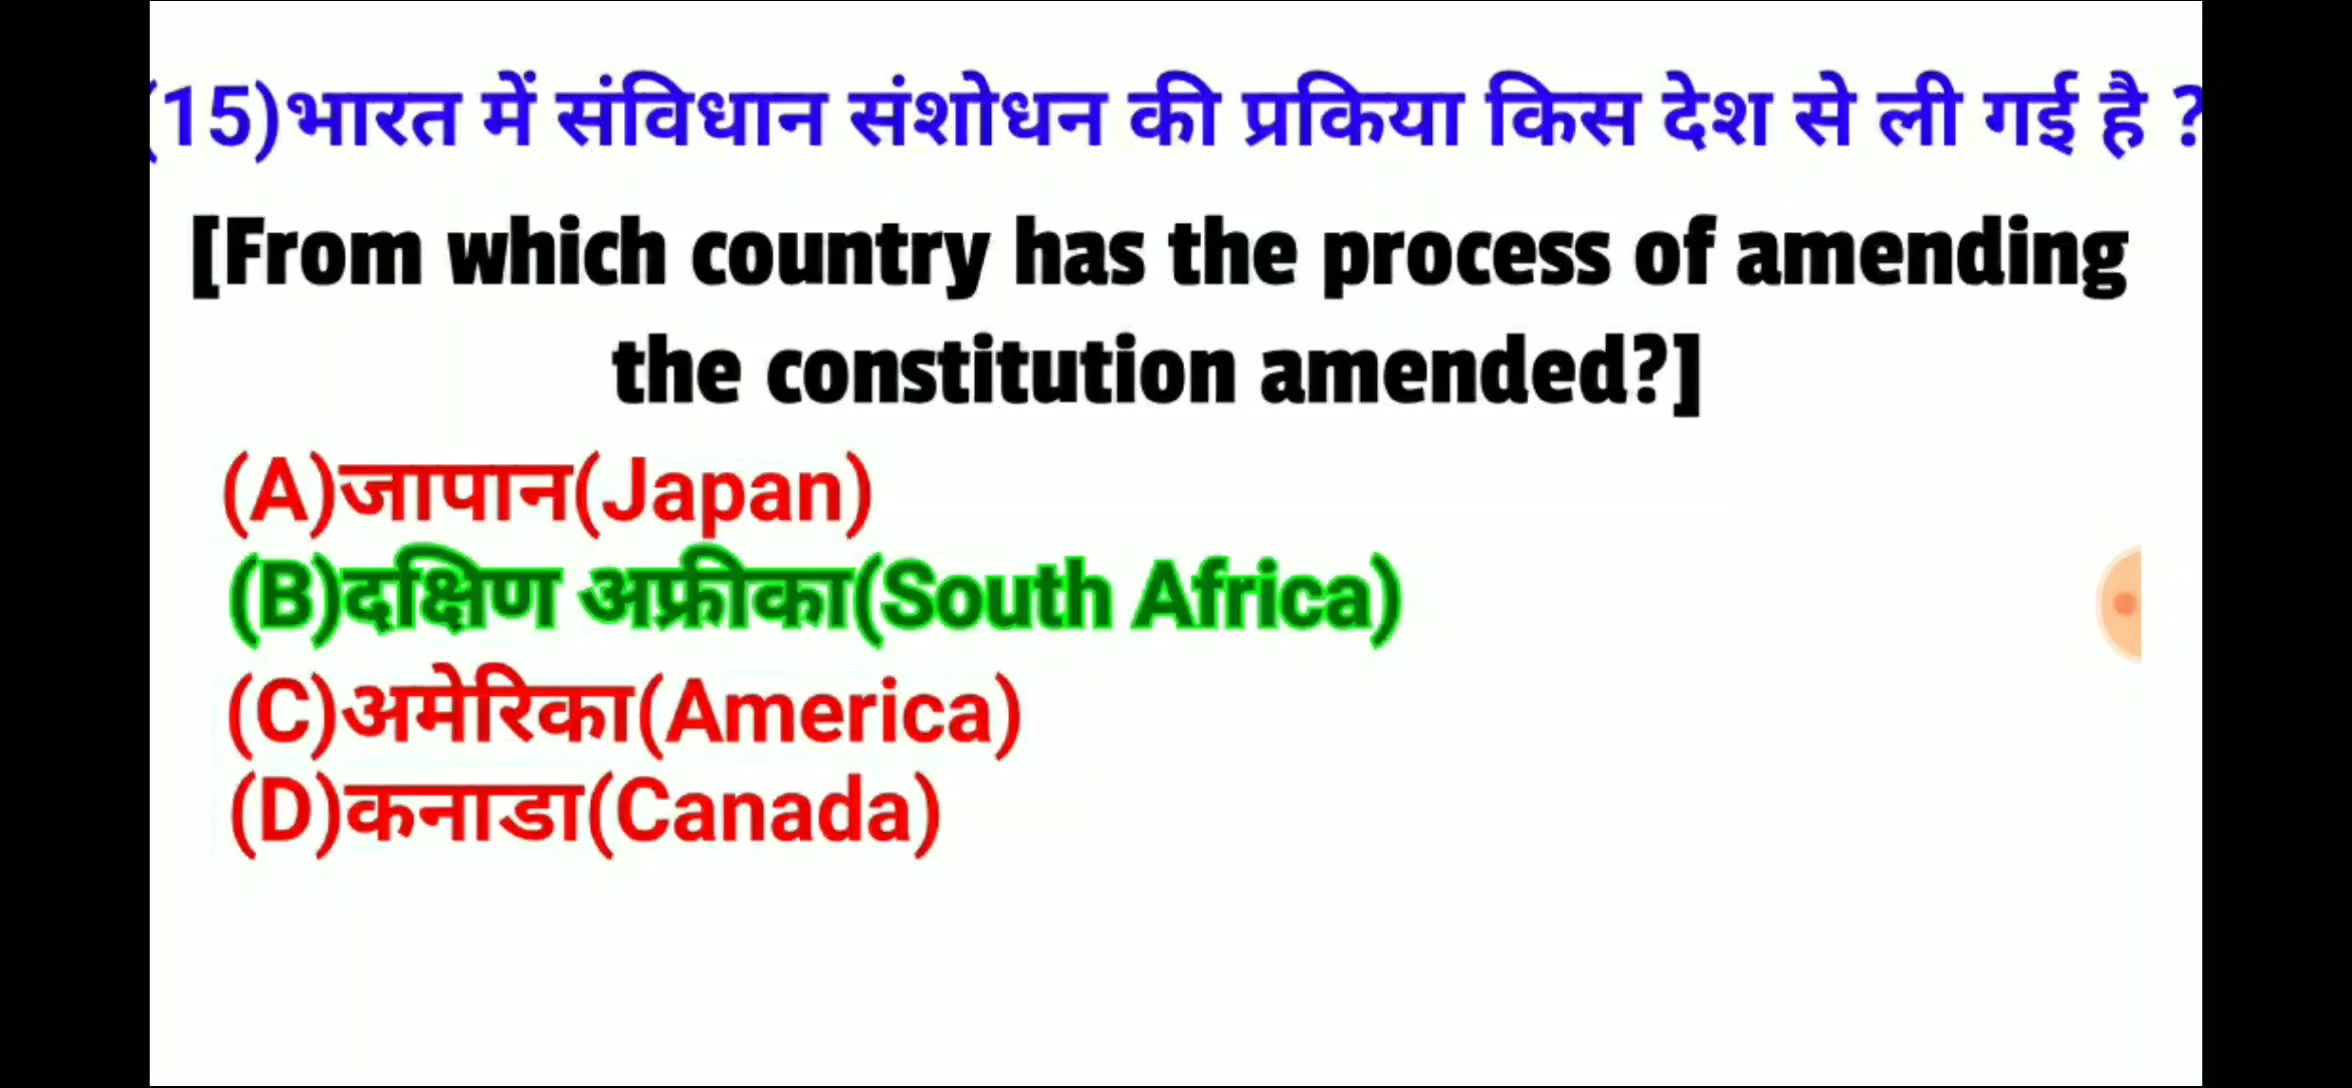 (15)भारत में संविधान संशोधन की प्रकिया किस देश से ली गई है ?
[From which country has the process of amending
the constitution amended?]
(A)जापान(Japan)
(B)दक्षिण अफ्रीका(South Africa)
(C)अमेरिका(America)
(D)कनाडा(Canada)